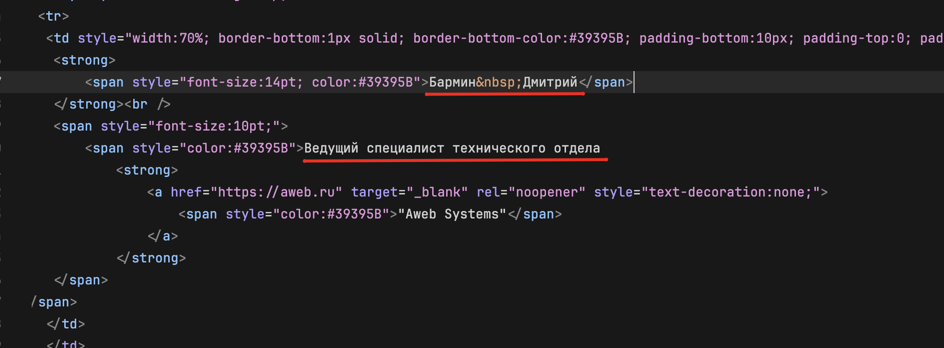 <tr>
<td style="width:70%; border-bottom:1px solid; border-bottom-color:#39395B; padding-bottom:10px; padding-top:0; pad
<strong>
<span style="font-size:14pt; color:#39395B">Бармин&nbsp;Дмитрий</span>
</strong><br />
<span style="font-size:10pt;">
<span style="color:#39395B">Ведущий специалист технического отдела
<strong>
<a href="https://aweb.ru" target="_blank" rel="noopener" style="text-decoration:none;">
<span style="color:#39395B">"Aweb Systems"</span>
</a>
</strong>
</span>
/span>
</td>
</td>